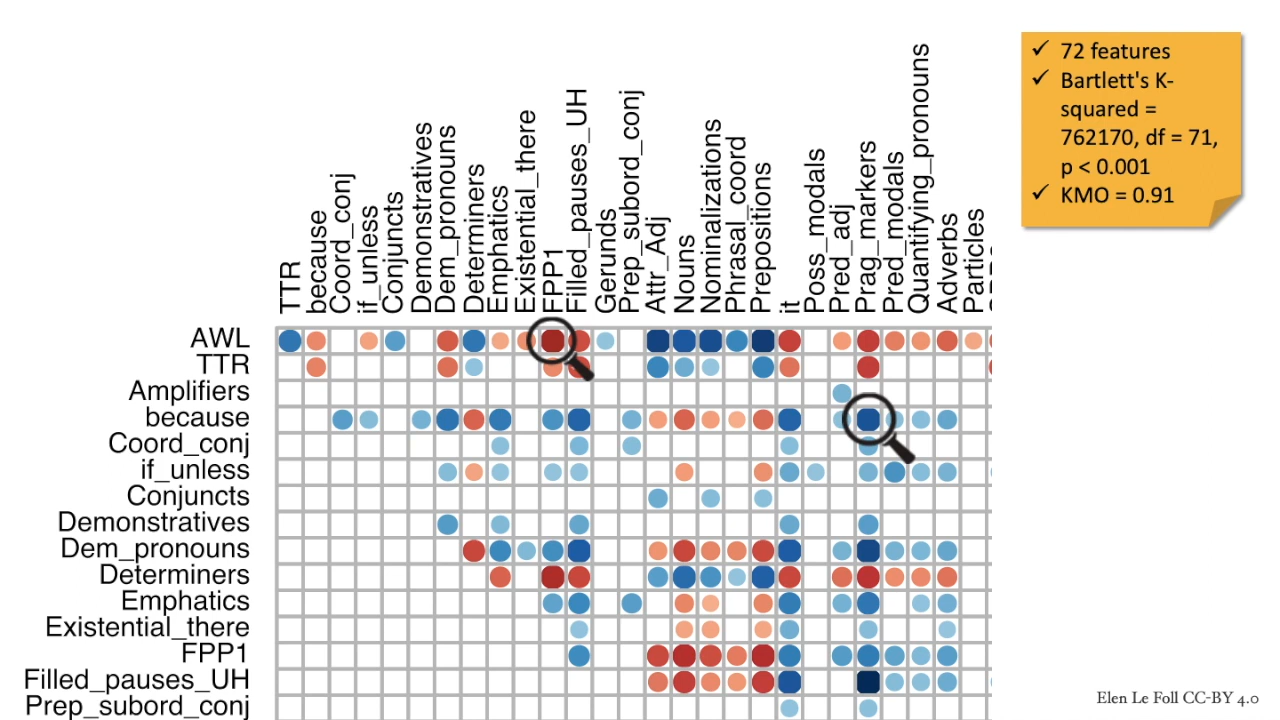 ✓ 72 features
✓ Bartlett's K-
squared =
762170, df = 71,
p < 0.001
✓ KMO = 0.91
TTR
because
Coord_conj
if_unless
Conjuncts
Demonstratives
Dem_pronouns
Determiners
Emphatics
Existential_there
FPP1
Filled_pauses_UH
Gerunds
Prep_subord_conj
Attr_Adj
Nouns
Nominalizations
Phrasal_coord
Prepositions
it
Poss_modals
Pred_adj
Prag_markers
Pred_modals
Quantifying_pronouns
Adverbs
Particles
AWL
TTR
Amplifiers
because
Coord_conj
if_unless
Conjuncts
Demonstratives
Dem_pronouns
Determiners
Emphatics
Existential_there
FPP1
Filled_pauses_UH
Prep_subord_conj
Elen Le Foll CC-BY 4.0